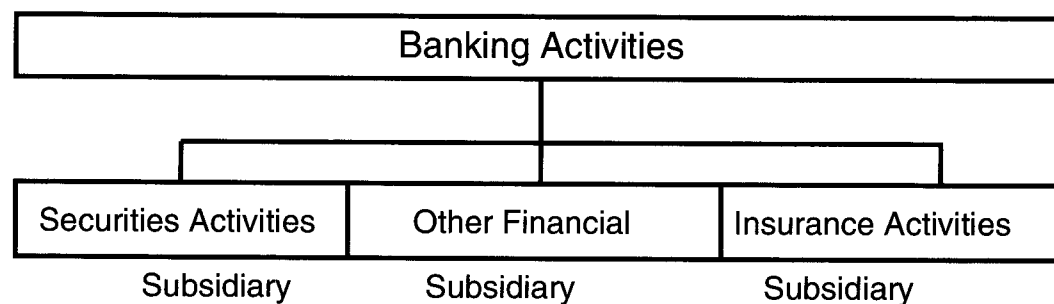 Banking Activities
Securities Activities Other Financial Insurance Activities
Subsidiary Subsidiary Subsidiary